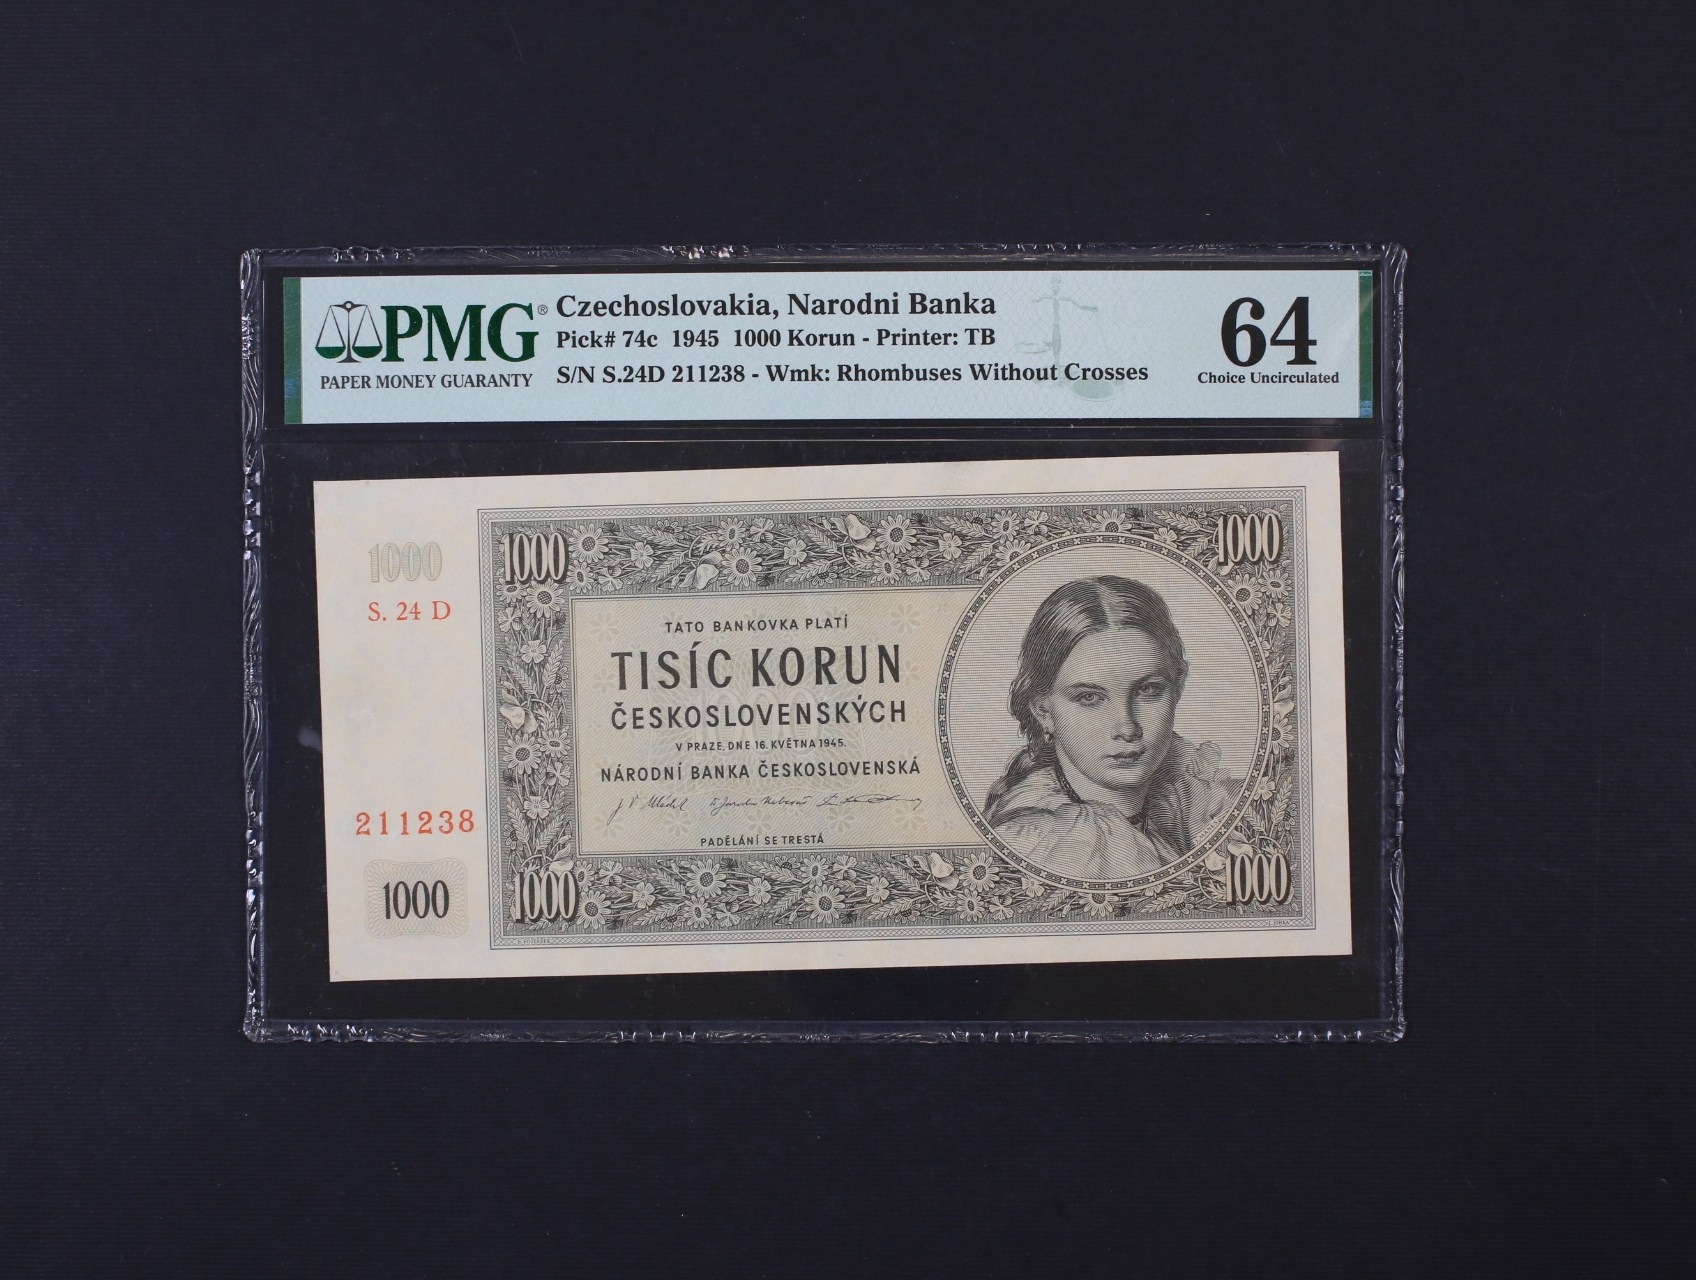 PMG®
PAPER MONEY GUARANTY
Czechoslovakia, Narodni Banka
Pick# 74c 1945 1000 Korun - Printer: TB
S/N S.24D 211238 - Wmk: Rhombuses Without Crosses
64
Choice Uncirculated
1000
S. 24 D
211238
1000
1000
1000
TATO BANKOVKA PLATÍ
TISÍC KORUN
ČESKOSLOVENSKÝCH
V PRAZE, DNE 16. KVĚTNA 1945.
NÁRODNÍ BANKA ČESKOSLOVENSKÁ
PADĚLÁNÍ SE TRESTÁ
1000
1000